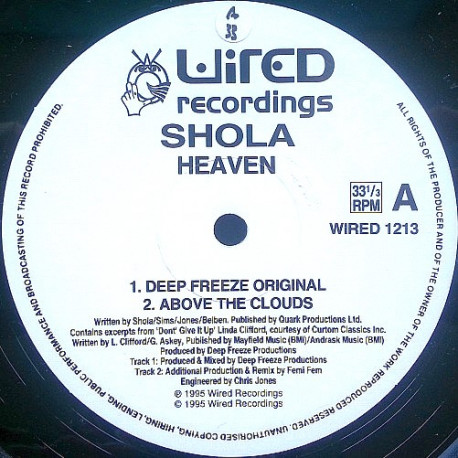 A
33
WiRED
recordings
SHOLA
HEAVEN
33 1/3
RPM
A
WIRED 1213
1. DEEP FREEZE ORIGINAL
2. ABOVE THE CLOUDS
Written by Shola/Sims/Jones/Beiben. Published by Quark Productions Ltd.
Contains excerpts from 'Dont' Give It Up' Linda Clifford, courtesy of Curtom Classics Inc.
Written by L. Clifford/G. Askey, Published by Mayfield Music (BMI)/Andrask Music (BMI)
Produced by Deep Freeze Productions
Track 1: Produced & Mixed by Deep Freeze Productions
Track 2: Additional Production & Remix by Femi Fem
Engineered by Chris Jones
℗ 1995 Wired Recordings
© 1995 Wired Recordings
ALL RIGHTS OF THE PRODUCER AND OF THE OWNER OF THE WORK REPRODUCED RESERVED. UNAUTHORISED COPYING, HIRING, LENDING, PUBLIC PERFORMANCE AND BROADCASTING OF THIS RECORD PROHIBITED.